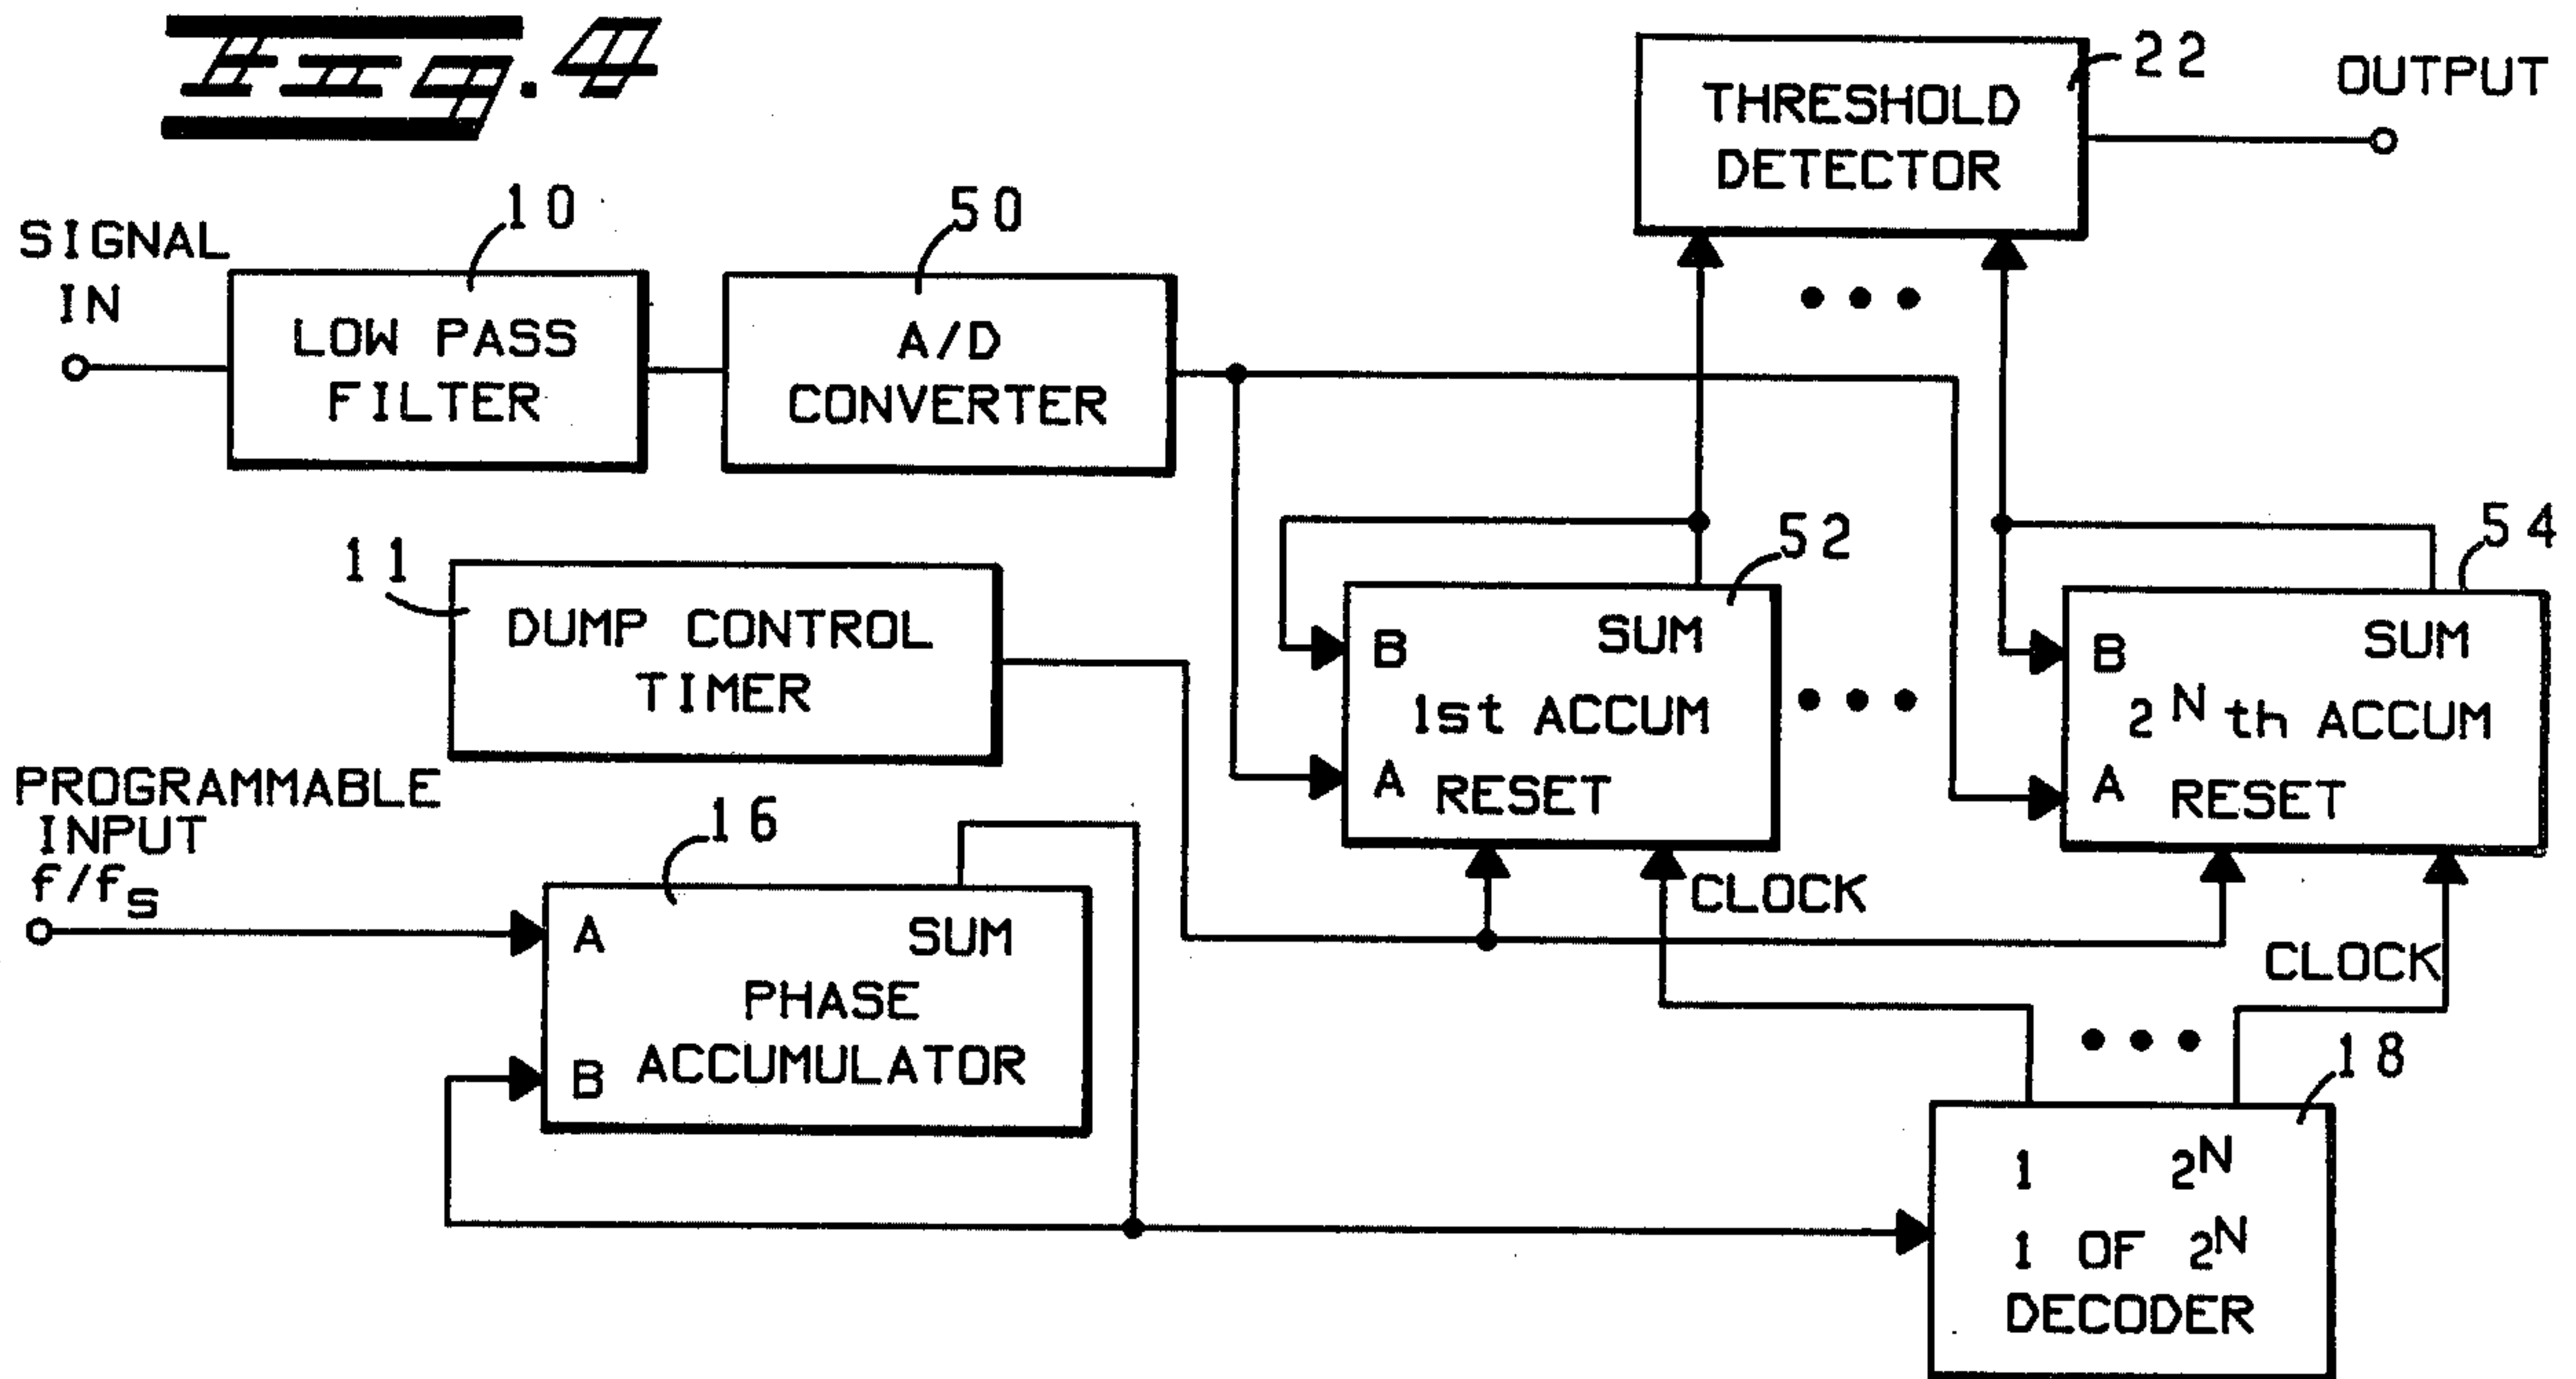 Fig. 4
22
OUTPUT
THRESHOLD
DETECTOR
SIGNAL
IN
10
50
LOW PASS
FILTER
A/D
CONVERTER
11
DUMP CONTROL
TIMER
52
B SUM
1st ACCUM
A RESET
54
B SUM
2^N th ACCUM
A RESET
PROGRAMMABLE
INPUT
f/fs
16
A SUM
PHASE
B ACCUMULATOR
CLOCK
CLOCK
18
1 2^N
1 OF 2^N
DECODER